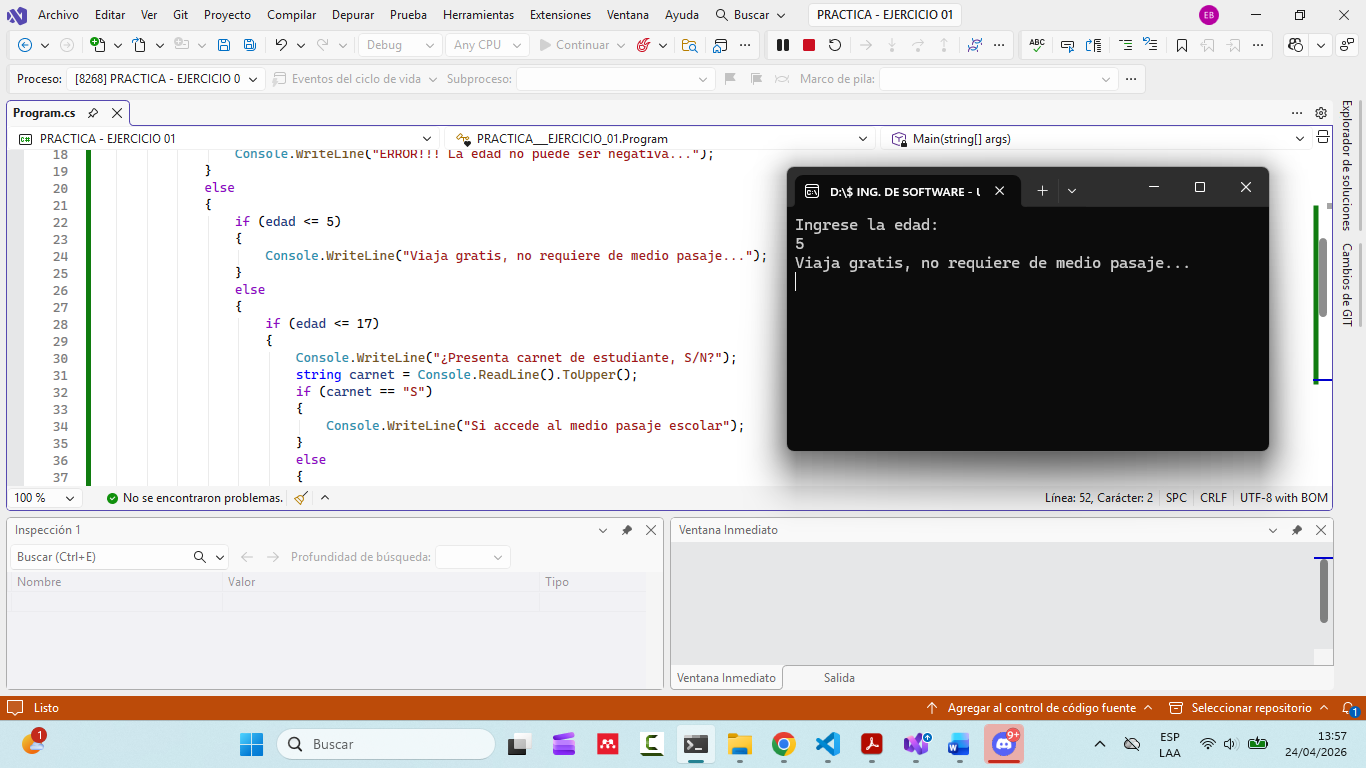 Archivo Editar Ver Git Proyecto Compilar Depurar Prueba Herramientas Extensiones Ventana Ayuda Buscar PRACTICA - EJERCICIO 01 EB
Debug Any CPU Continuar
Proceso: [8268] PRACTICA - EJERCICIO 0 Eventos del ciclo de vida Subproceso: Marco de pila:
Program.cs
PRACTICA - EJERCICIO 01 PRACTICA___EJERCICIO_01.Program Main(string[] args)
18 Console.WriteLine("ERROR!!! La edad no puede ser negativa...");
19 }
20 else
21 {
22 if (edad <= 5)
23 {
24 Console.WriteLine("Viaja gratis, no requiere de medio pasaje...");
25 }
26 else
27 {
28 if (edad <= 17)
29 {
30 Console.WriteLine("¿Presenta carnet de estudiante, S/N?");
31 string carnet = Console.ReadLine().ToUpper();
32 if (carnet == "S")
33 {
34 Console.WriteLine("Si accede al medio pasaje escolar");
35 }
36 else
37 {
D:\$ ING. DE SOFTWARE - U
Ingrese la edad:
5
Viaja gratis, no requiere de medio pasaje...
Explorador de soluciones
Cambios de GIT
100 % No se encontraron problemas. Línea: 52, Carácter: 2 SPC CRLF UTF-8 with BOM
Inspección 1
Buscar (Ctrl+E) Profundidad de búsqueda:
Nombre Valor Tipo
Ventana Inmediato
Ventana Inmediato Salida
Listo Agregar al control de código fuente Seleccionar repositorio 1
1 Buscar 9+ ESP LAA 13:57 24/04/2026